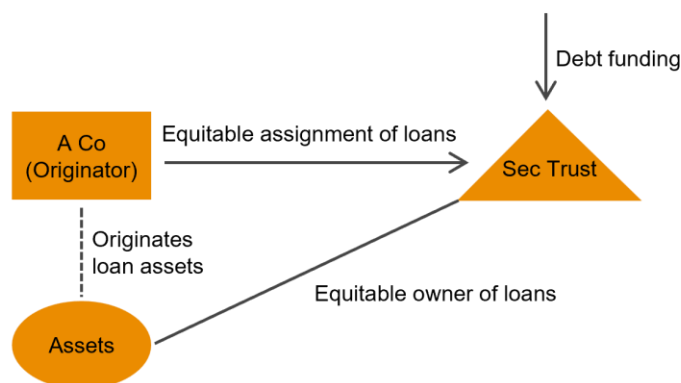 Debt funding
A Co
(Originator)
Equitable assignment of loans
Sec Trust
Originates
loan assets
Equitable owner of loans
Assets